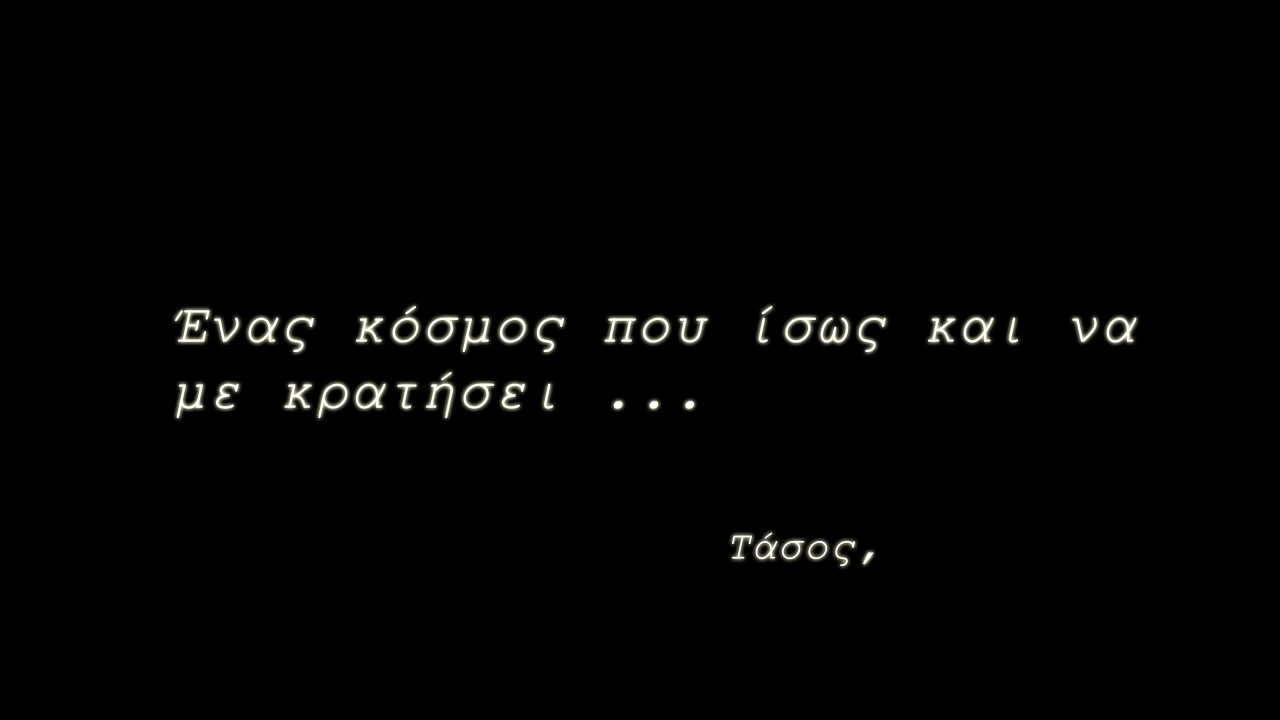 Ένας κόσμος που ίσως και να
με κρατήσει ...
Τάσος,